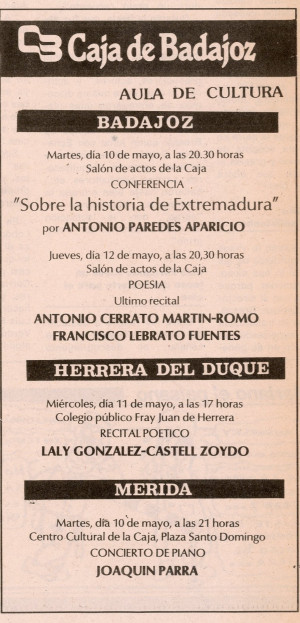 CB Caja de Badajoz
AULA DE CULTURA
BADAJOZ
Martes, día 10 de mayo, a las 20.30 horas
Salón de actos de la Caja
CONFERENCIA
"Sobre la historia de Extremadura"
por ANTONIO PAREDES APARICIO
Jueves, día 12 de mayo, a las 20,30 horas
Salón de actos de la Caja
POESIA
Ultimo recital
ANTONIO CERRATO MARTIN-ROMO
FRANCISCO LEBRATO FUENTES
HERRERA DEL DUQUE
Miércoles, día 11 de mayo, a las 17 horas
Colegio público Fray Juan de Herrera
RECITAL POETICO
LALY GONZALEZ-CASTELL ZOYDO
MERIDA
Martes, día 10 de mayo, a las 21 horas
Centro Cultural de la Caja, Plaza Santo Domingo
CONCIERTO DE PIANO
JOAQUIN PARRA